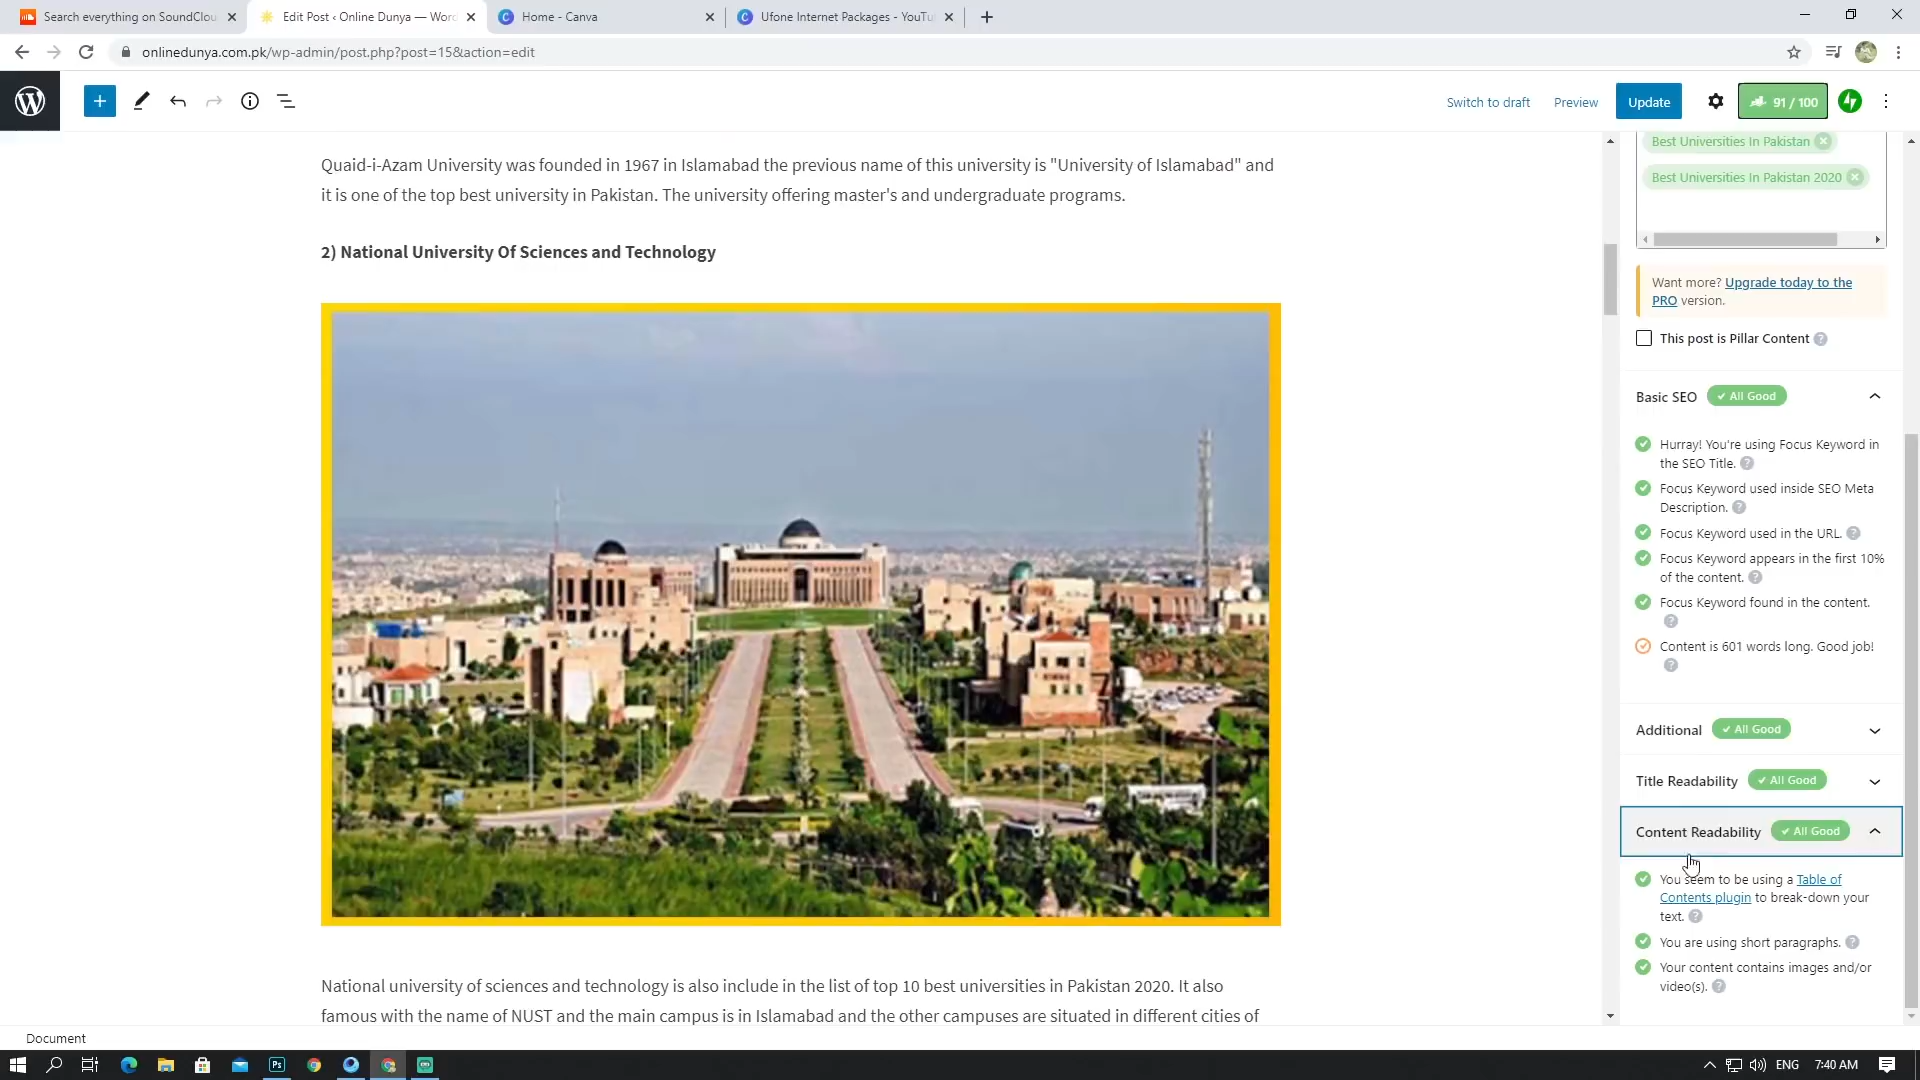 Search everything on SoundClou
Edit Post ‹ Online Dunya — Word
Home - Canva
Ufone Internet Packages - YouTu
onlinedunya.com.pk/wp-admin/post.php?post=15&action=edit
Switch to draft
Preview
Update
91 / 100
Quaid-i-Azam University was founded in 1967 in Islamabad the previous name of this university is "University of Islamabad" and
it is one of the top best university in Pakistan. The university offering master's and undergraduate programs.
2) National University Of Sciences and Technology
National university of sciences and technology is also include in the list of top 10 best universities in Pakistan 2020. It also
famous with the name of NUST and the main campus is in Islamabad and the other campuses are situated in different cities of
Best Universities In Pakistan
Best Universities In Pakistan 2020
Want more? Upgrade today to the
PRO version.
This post is Pillar Content
Basic SEO
All Good
Hurray! You're using Focus Keyword in
the SEO Title.
Focus Keyword used inside SEO Meta
Description.
Focus Keyword used in the URL.
Focus Keyword appears in the first 10%
of the content.
Focus Keyword found in the content.
Content is 601 words long. Good job!
Additional
All Good
Title Readability
All Good
Content Readability
All Good
You seem to be using a Table of
Contents plugin to break-down your
text.
You are using short paragraphs.
Your content contains images and/or
video(s).
Document
Ps
ENG
7:40 AM